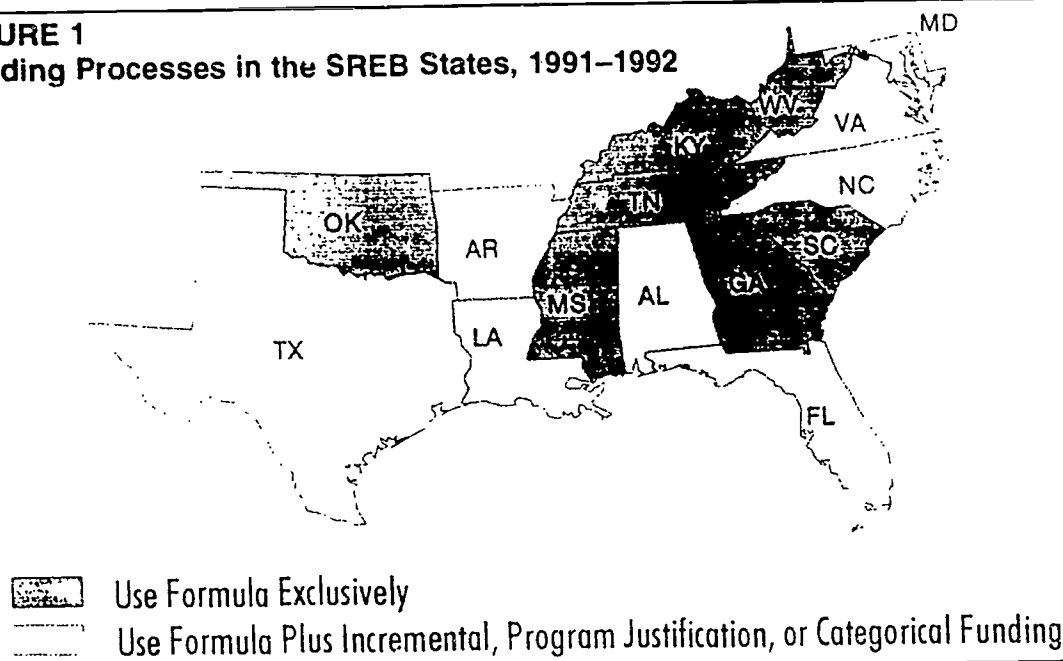 URE 1
ding Processes in the SREB States, 1991–1992
MD
WV
VA
KY
NC
TN
OK
AR
SC
GA
MS
AL
LA
TX
FL
Use Formula Exclusively
Use Formula Plus Incremental, Program Justification, or Categorical Funding